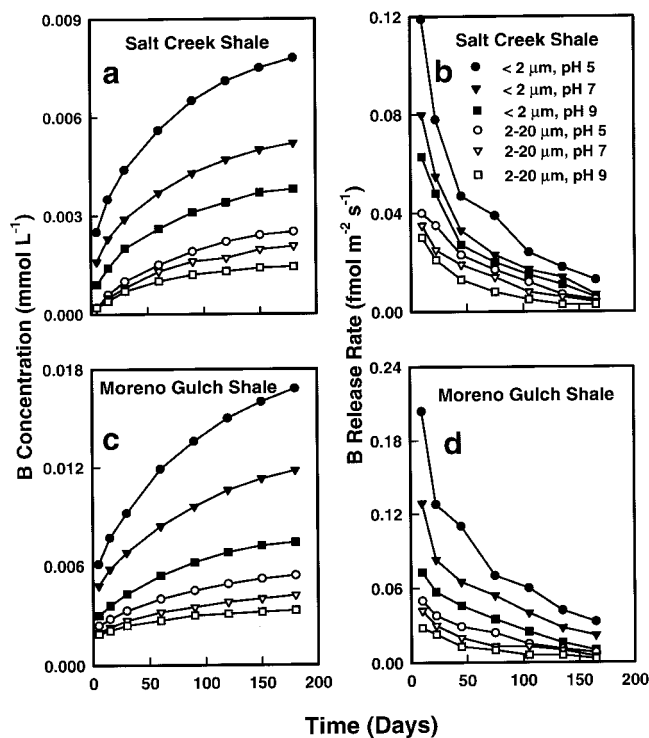 0.009
Salt Creek Shale
a
0.006
0.003
0.000
0.12
Salt Creek Shale
b
< 2 µm, pH 5
< 2 µm, pH 7
< 2 µm, pH 9
2-20 µm, pH 5
2-20 µm, pH 7
2-20 µm, pH 9
0.08
0.04
0.00
B Concentration (mmol L⁻¹)
B Release Rate (fmol m⁻² s⁻¹)
0.018
Moreno Gulch Shale
c
0.012
0.006
0.000
0 50 100 150 200
0.24
Moreno Gulch Shale
d
0.18
0.12
0.06
0.00
0 50 100 150 200
Time (Days)